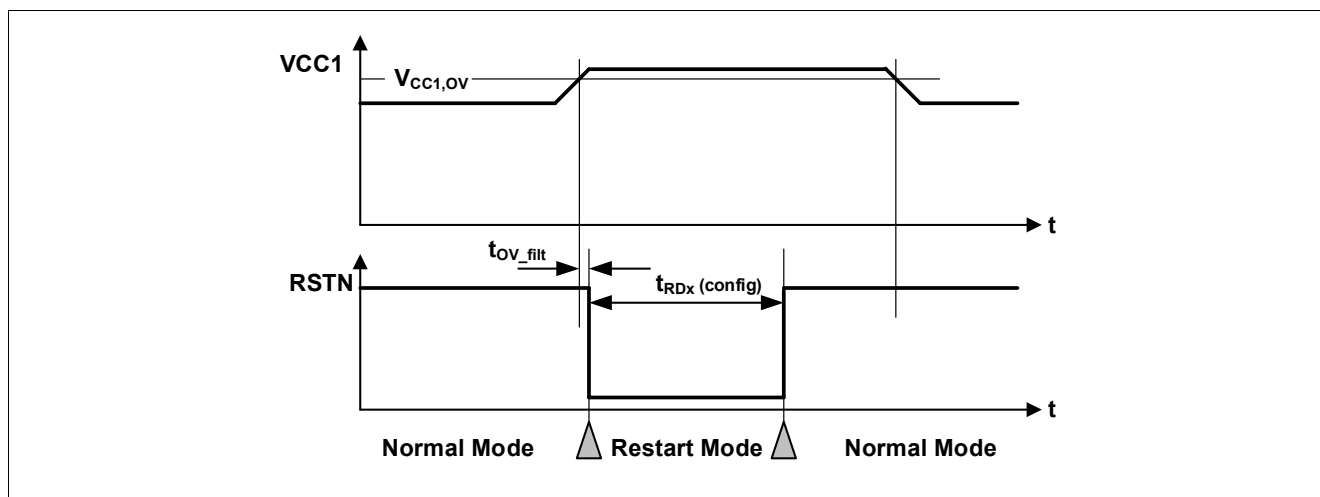 VCC1
VCC1,OV
t
tOV_filt
RSTN
tRDx (config)
t
Normal Mode
Restart Mode
Normal Mode